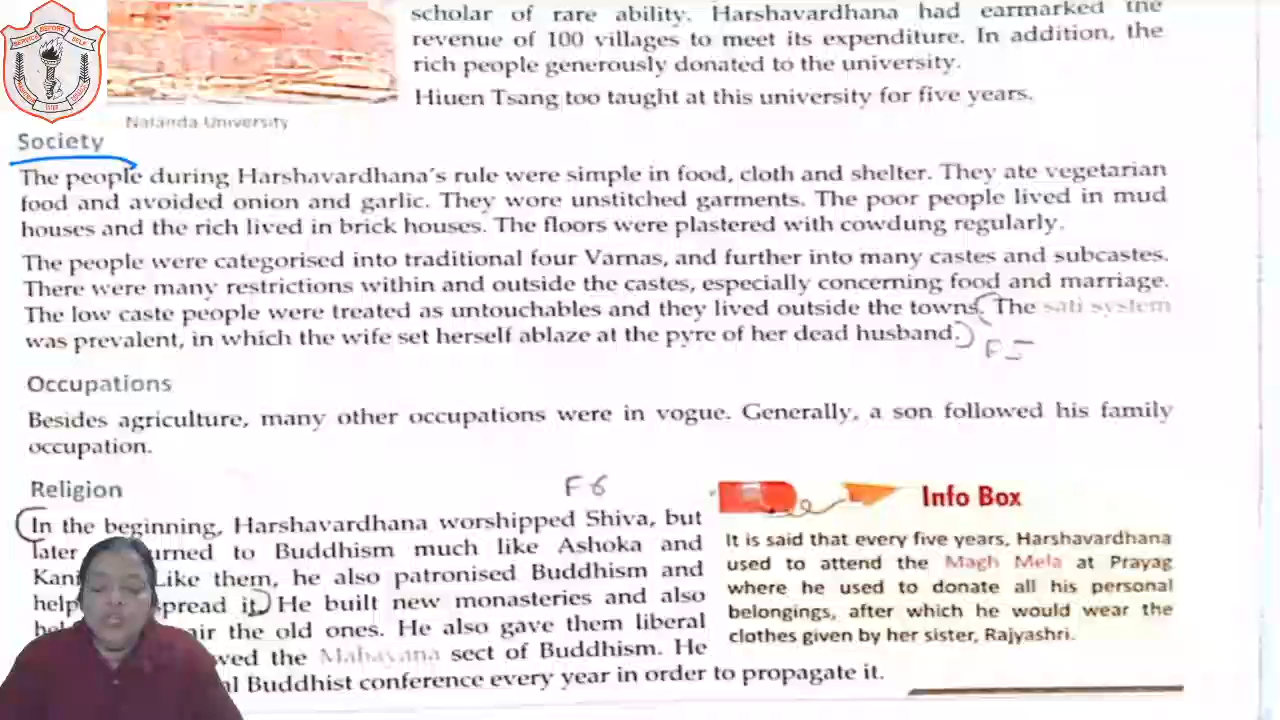 scholar of rare ability. Harshavardhana had earmarked the
revenue of 100 villages to meet its expenditure. In addition, the
rich people generously donated to the university.
Hiuen Tsang too taught at this university for five years.
Nalanda University
Society
The people during Harshavardhana's rule were simple in food, cloth and shelter. They ate vegetarian
food and avoided onion and garlic. They wore unstitched garments. The poor people lived in mud
houses and the rich lived in brick houses. The floors were plastered with cowdung regularly.
The people were categorised into traditional four Varnas, and further into many castes and subcastes.
There were many restrictions within and outside the castes, especially concerning food and marriage.
The low caste people were treated as untouchables and they lived outside the towns. The sati system
was prevalent, in which the wife set herself ablaze at the pyre of her dead husband.
F5
Occupations
Besides agriculture, many other occupations were in vogue. Generally, a son followed his family
occupation.
Religion
F6
In the beginning, Harshavardhana worshipped Shiva, but
later urned to Buddhism much like Ashoka and
Kani Like them, he also patronised Buddhism and
help pread it. He built new monasteries and also
hel air the old ones. He also gave them liberal
wed the Mahayana sect of Buddhism. He
al Buddhist conference every year in order to propagate it.
Info Box
It is said that every five years, Harshavardhana
used to attend the Magh Mela at Prayag
where he used to donate all his personal
belongings, after which he would wear the
clothes given by her sister, Rajyashri.